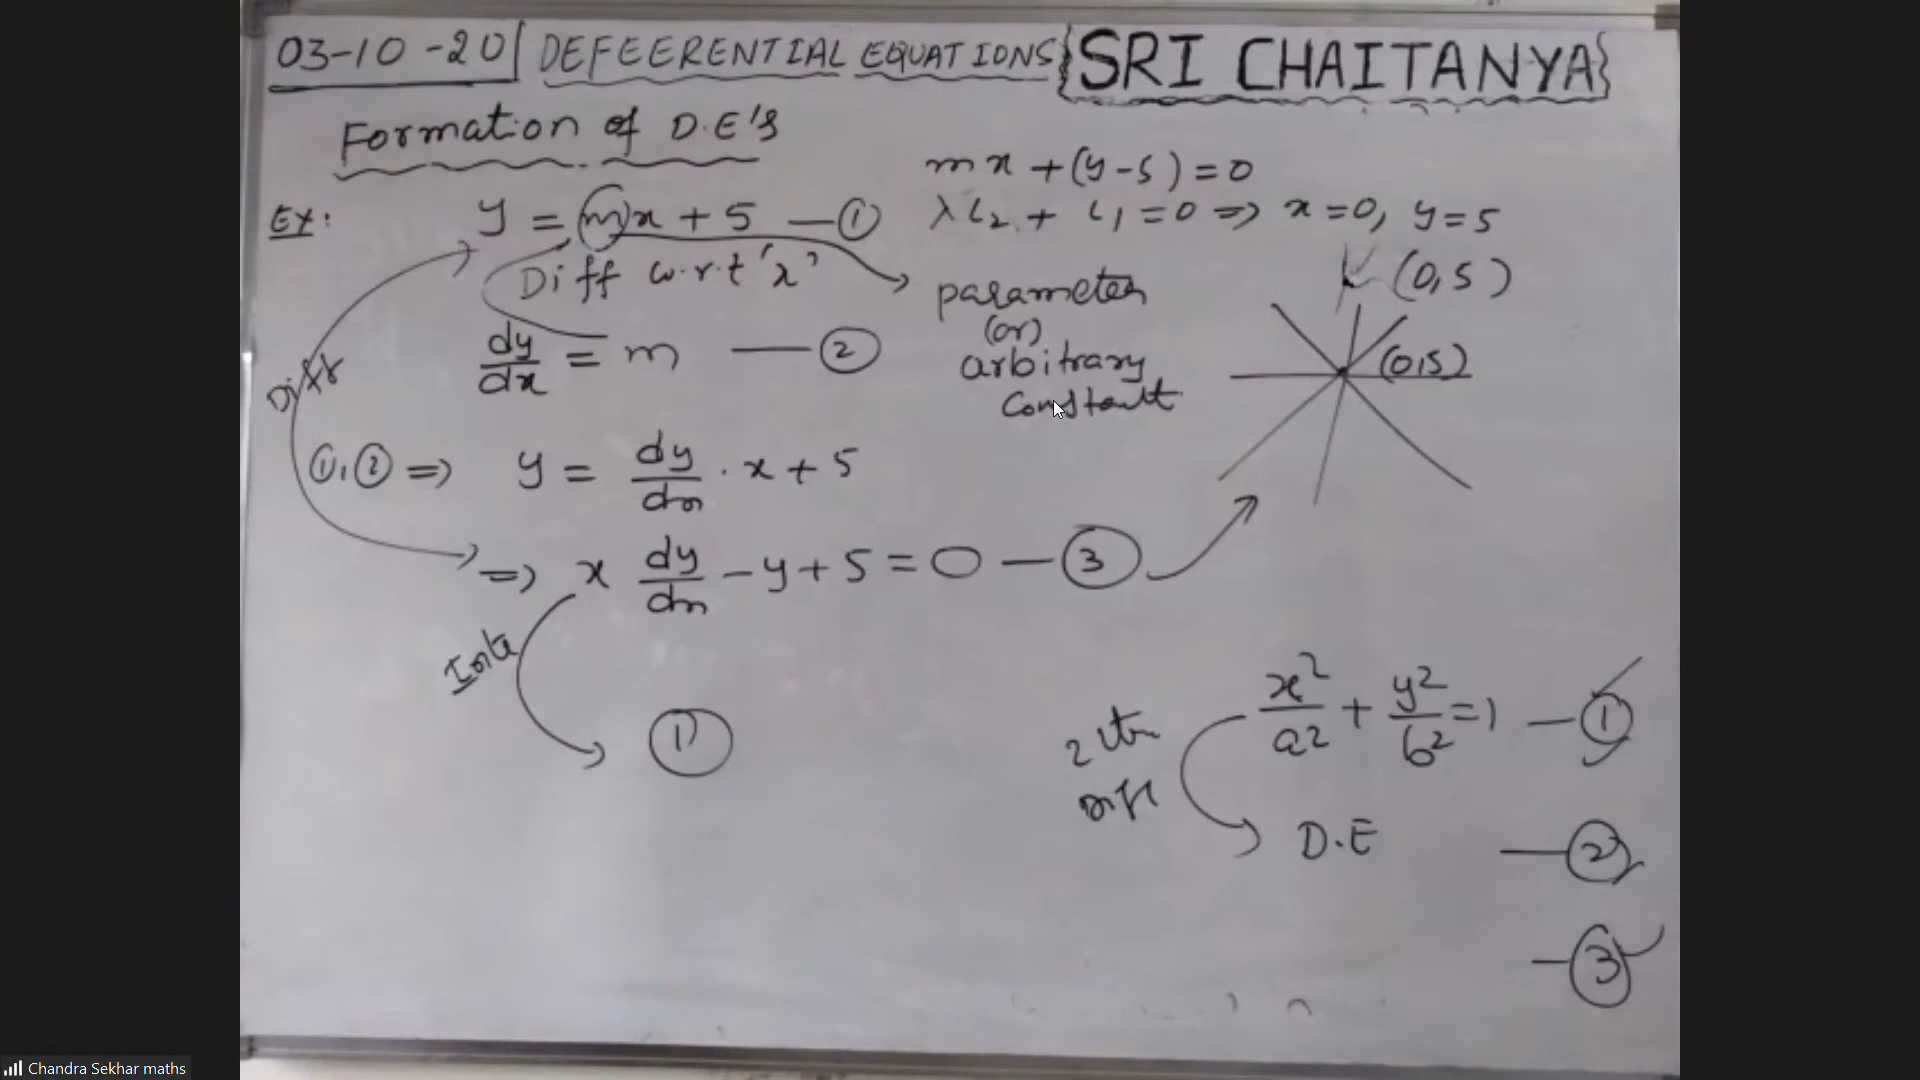 03-10-20 DEFEERENTIAL EQUATIONS {SRI CHAITANYA}
Formation of D.E's
Ex: y = mx + 5 — ①
Diff w.r.t 'x'
dy/dx = m — ②
mx + (y-5) = 0
λL₂ + L₁ = 0 ⇒ x=0, y=5
parameter
(or)
arbitrary
constant
(0,5)
(0,5)
Diff
①,② ⇒ y = dy/dx · x + 5
⇒ x dy/dx - y + 5 = 0 — ③
Inte
①
x²/a² + y²/b² = 1 — ①
2
D.E — ②
— ③
Chandra Sekhar maths